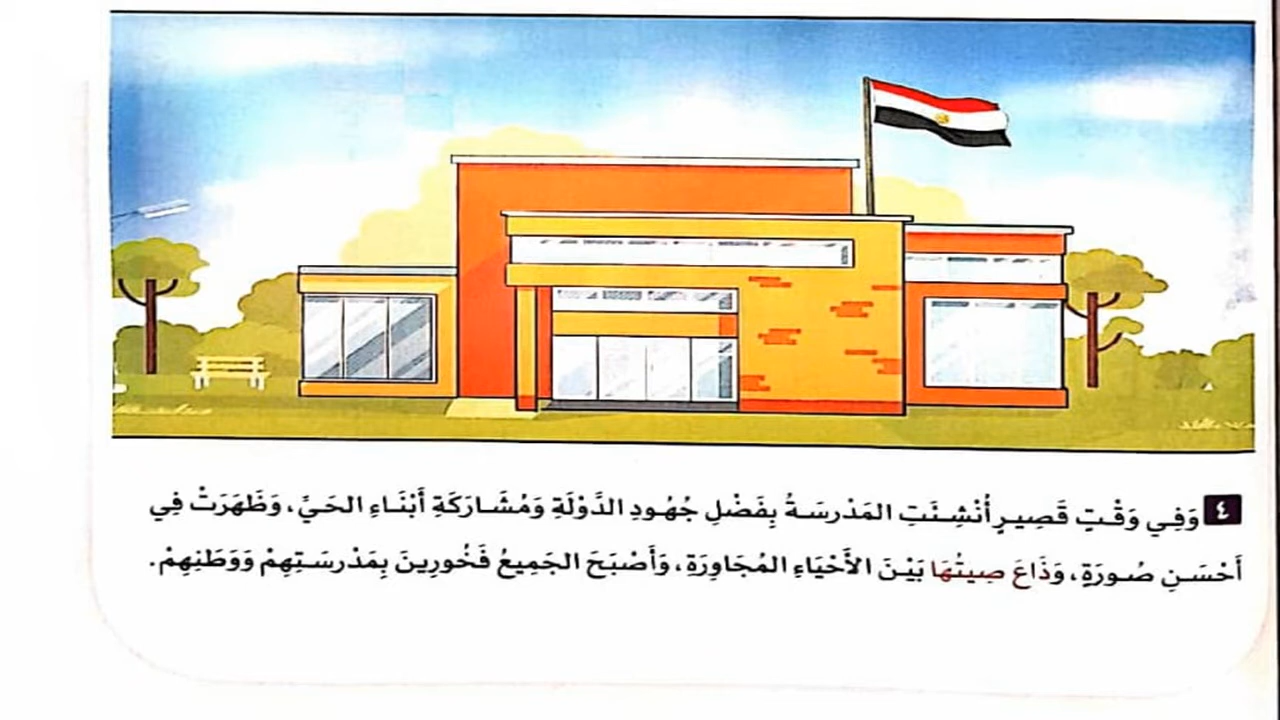 ٤ وَفِي وَقْتٍ قَصِيرٍ أُنْشِئَتِ المَدْرسَةُ بِفَضْلِ جُهُودِ الدَّوْلَةِ وَمُشَارَكَةِ أَبْنَاءِ الحَيِّ، وَظَهَرَتْ فِي
أَحْسَنِ صُورَةٍ، وَذَاعَ صِيتُهَا بَيْنَ الأَحْيَاءِ المُجَاوِرَةِ، وَأَصْبَحَ الجَمِيعُ فَخُورِينَ بِمَدْرَسَتِهِمْ وَوَطَنِهِمْ.